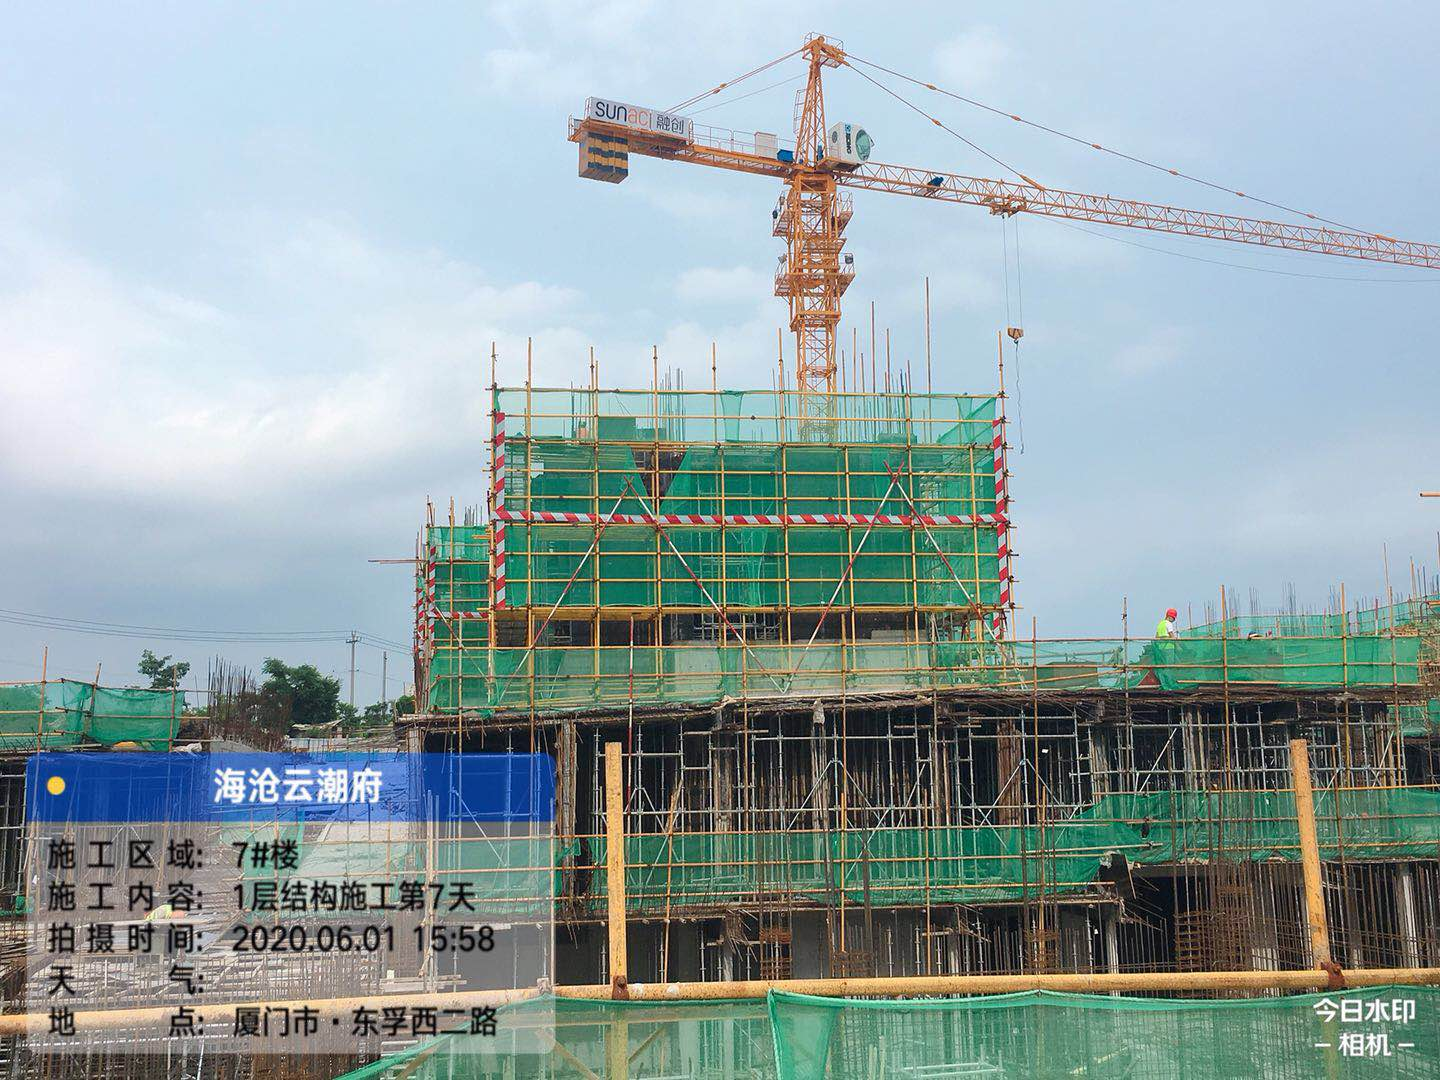 sunac 融创
海沧云潮府
施工区域: 7#楼
施工内容: 1层结构施工第7天
拍摄时间: 2020.06.01 15:58
天气:
地点: 厦门市·东孚西二路
今日水印
– 相机 –